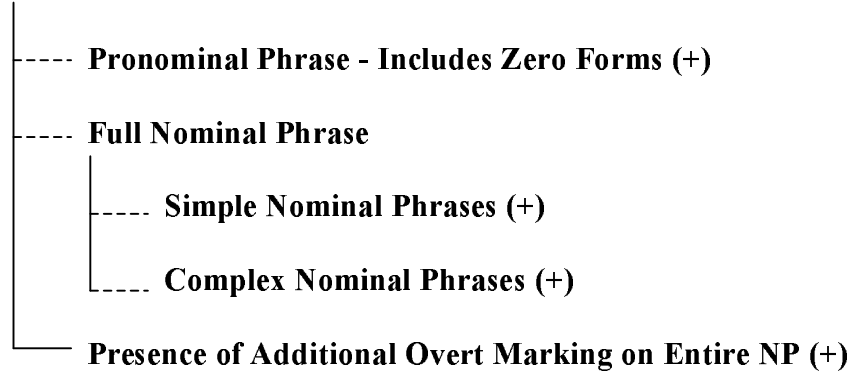 Pronominal Phrase - Includes Zero Forms (+)
Full Nominal Phrase
Simple Nominal Phrases (+)
Complex Nominal Phrases (+)
Presence of Additional Overt Marking on Entire NP (+)